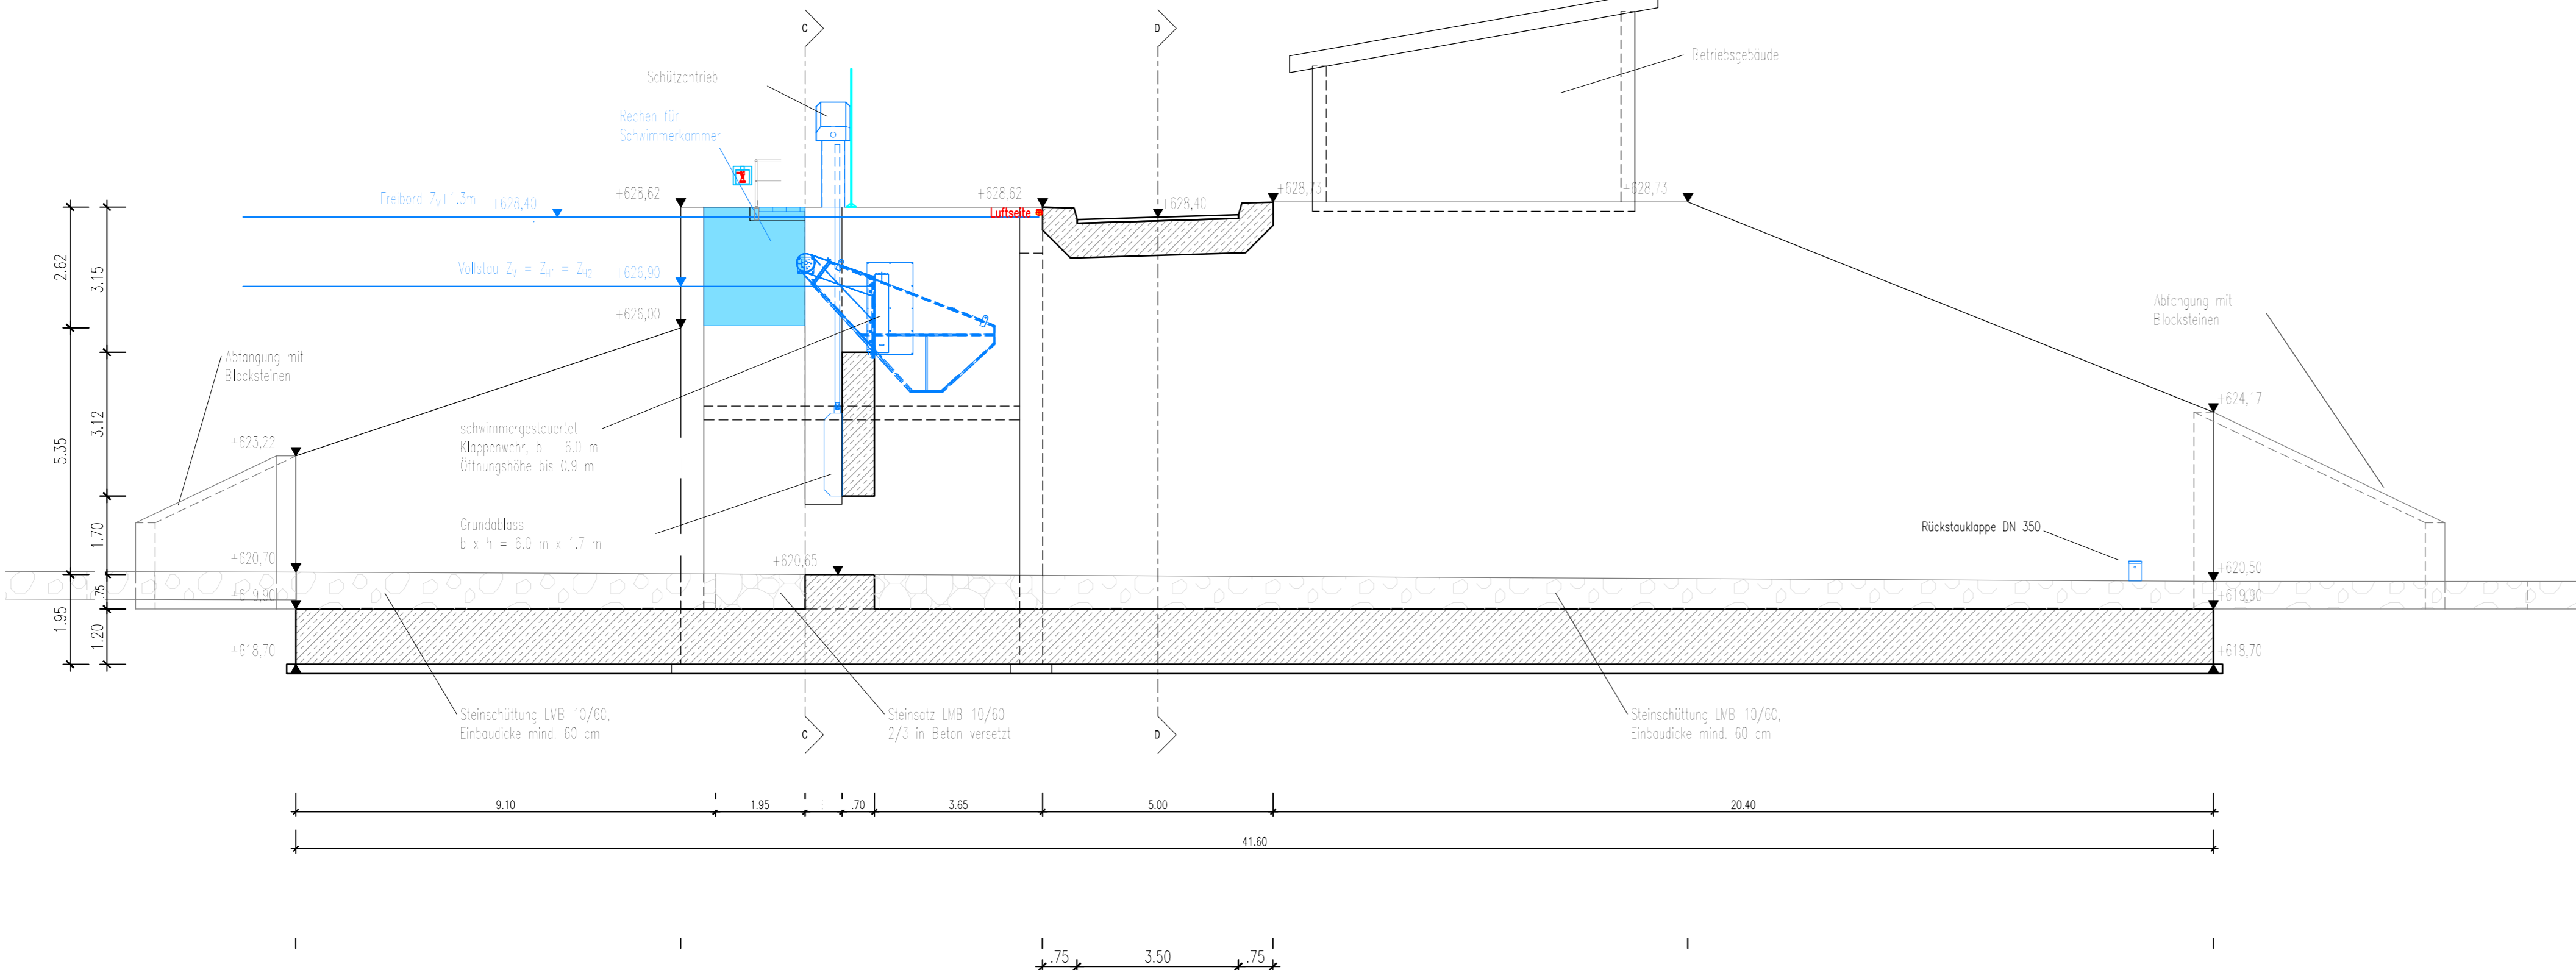 C
D
Betriebsgebäude
Schützantrieb
Rechen für
Schwimmerkammer
Freibord Zv+1.3m
+628,40
+628,62
+628,62
Luftseite
+628,40
+628,73
+628,73
Vollstau Zv = ZH1 = ZH2
+626,90
+626,00
2.62
3.15
Abfangung mit
Blocksteinen
Abfangung mit
Blocksteinen
+624,17
+623,22
schwimmergesteuertet
Klappenwehr, b = 6.0 m
Öffnungshöhe bis 0.9 m
5.35
3.12
Grundablass
b x h = 6.0 m x 1.7 m
Rückstauklappe DN 350
1.70
+620,70
+620,65
+620,50
.75
+619,90
+619,90
1.95
1.20
+618,70
+618,70
Steinschüttung LMB 10/60,
Einbaudicke mind. 60 cm
Steinsatz LMB 10/60
2/3 in Beton versetzt
Steinschüttung LMB 10/60,
Einbaudicke mind. 60 cm
C
D
9.10
1.95
.70
3.65
5.00
20.40
41.60
.75
3.50
.75